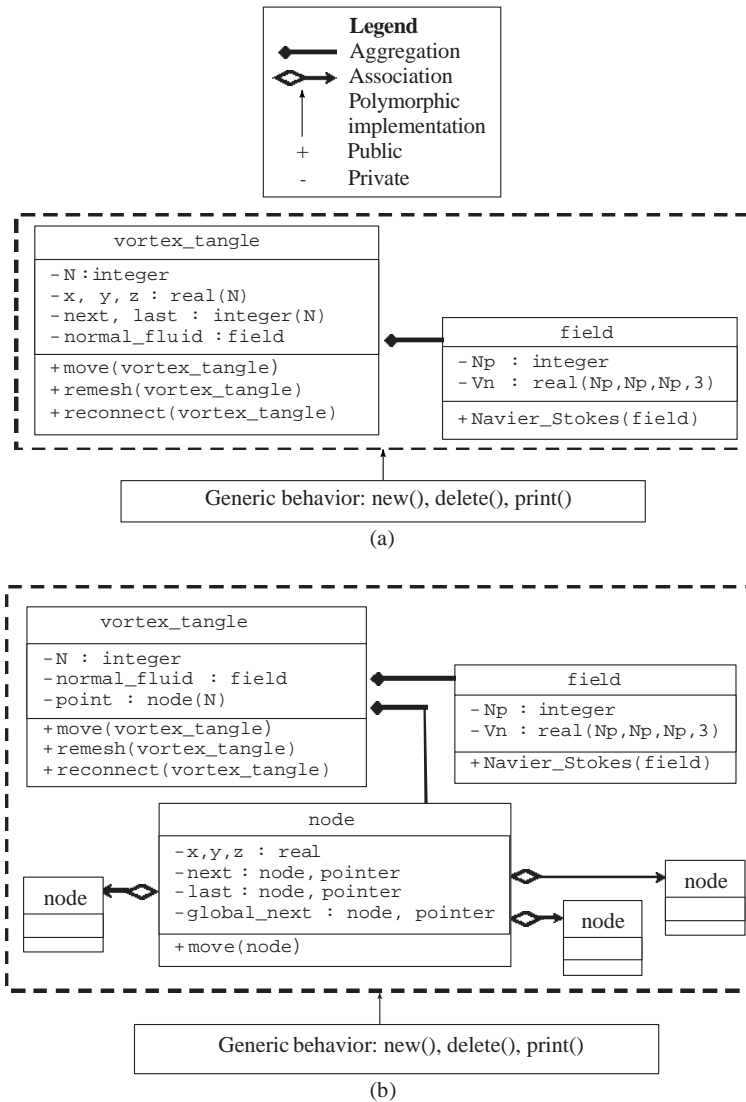 Legend
Aggregation
Association
Polymorphic
implementation
+ Public
- Private
vortex_tangle
-N:integer
-x, y, z : real(N)
-next, last : integer(N)
-normal_fluid :field
+move(vortex_tangle)
+remesh(vortex_tangle)
+reconnect(vortex_tangle)
field
-Np : integer
-Vn : real(Np,Np,Np,3)
+Navier_Stokes(field)
Generic behavior: new(), delete(), print()
(a)
vortex_tangle
-N : integer
-normal_fluid : field
-point : node(N)
+move(vortex_tangle)
+remesh(vortex_tangle)
+reconnect(vortex_tangle)
field
-Np : integer
-Vn : real(Np,Np,Np,3)
+Navier_Stokes(field)
node
-x,y,z : real
-next : node, pointer
-last : node, pointer
-global_next : node, pointer
+move(node)
node
node
node
Generic behavior: new(), delete(), print()
(b)